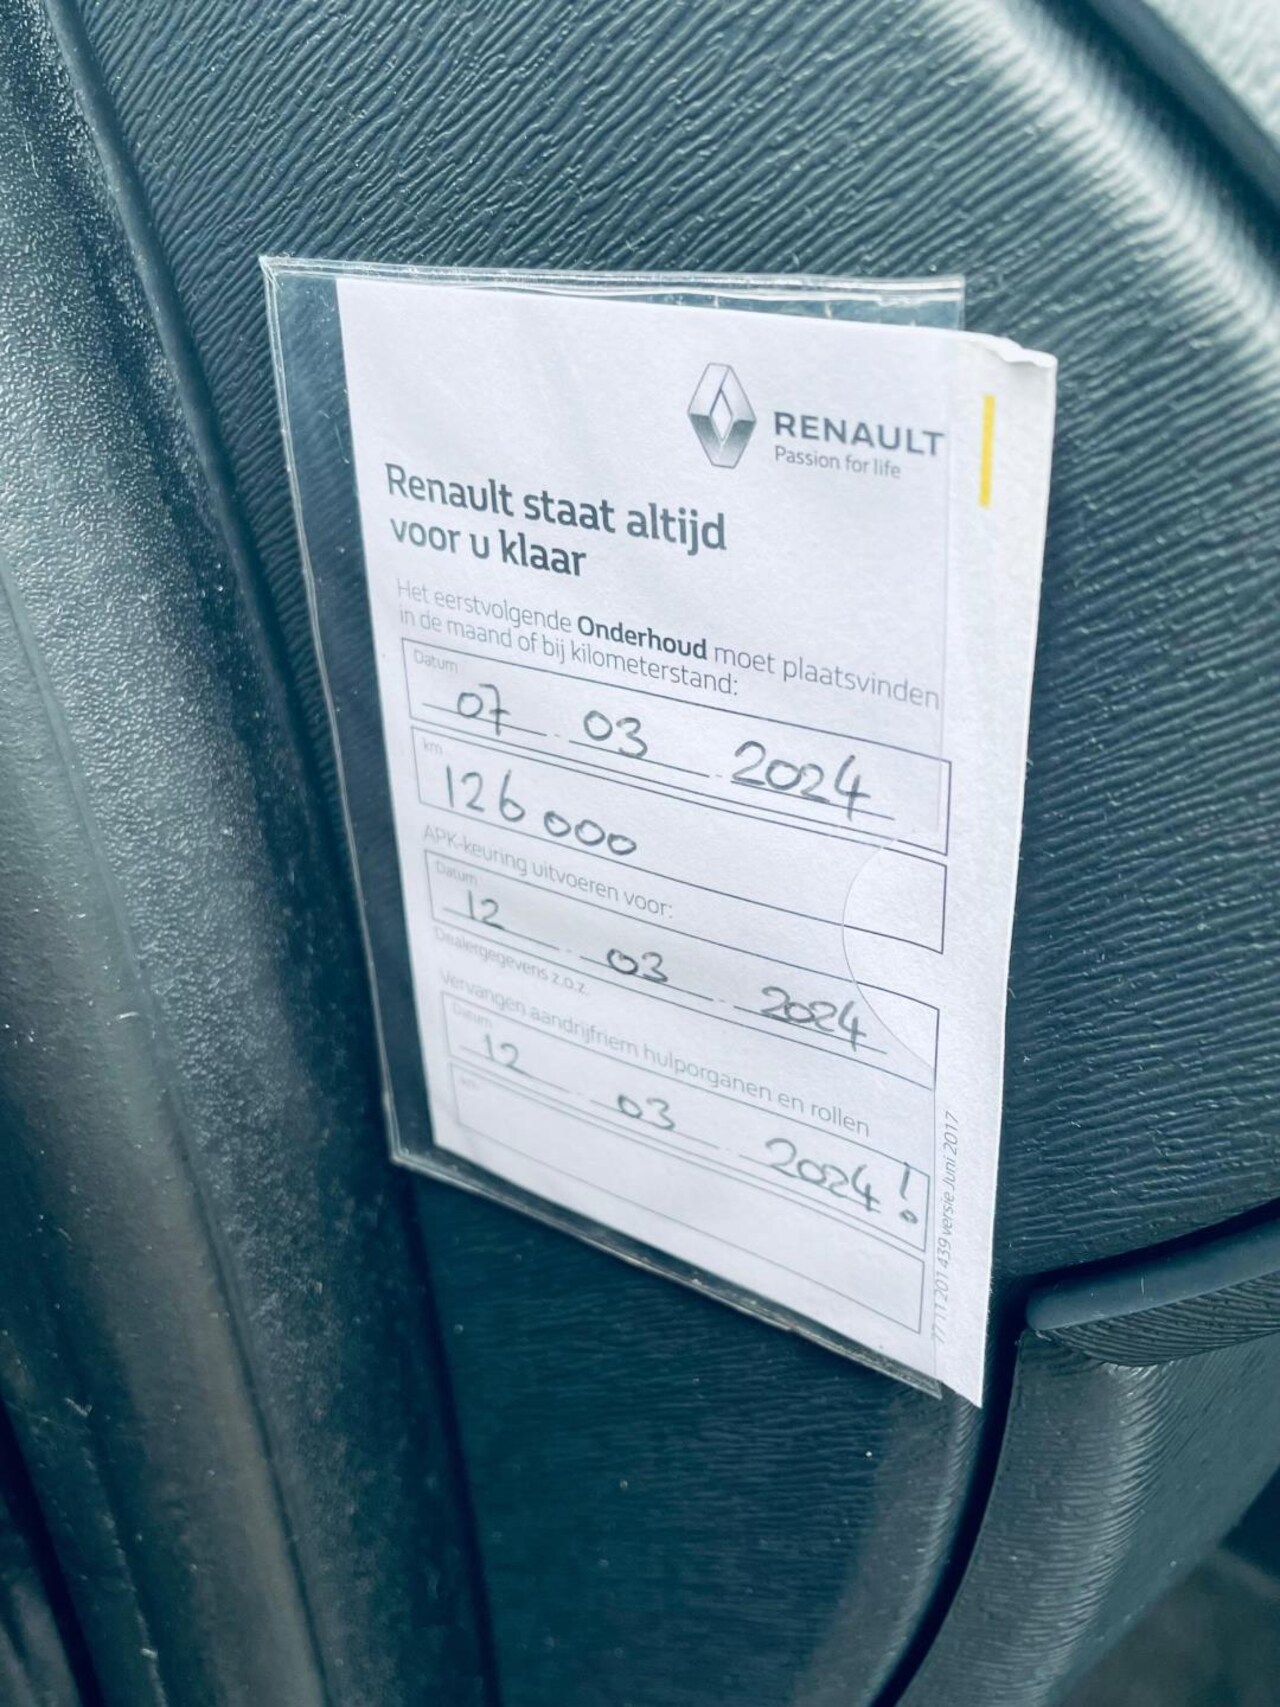 RENAULT
Passion for life
Renault staat altijd
voor u klaar
Het eerstvolgende Onderhoud moet plaatsvinden
in de maand of bij kilometerstand:
Datum
07 03 2024
km
126 000
APK-keuring uitvoeren voor:
Datum
12 03 2024
Dealergegevens z.o.z.
Vervangen aandrijfriem hulporganen en rollen
Datum
12 03 2024!
km
77 11 201 439 versie Juni 2017